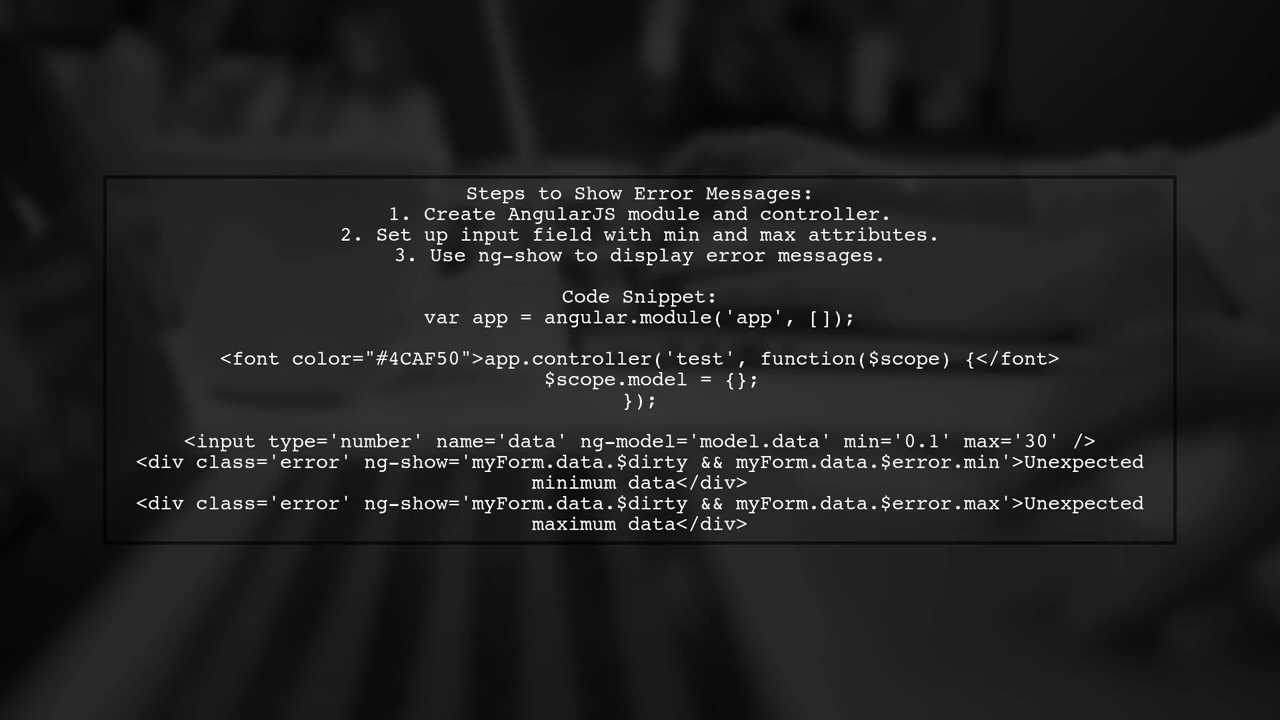 Steps to Show Error Messages:
1. Create AngularJS module and controller.
2. Set up input field with min and max attributes.
3. Use ng-show to display error messages.
Code Snippet:
var app = angular.module('app', []);
<font color="#4CAF50">app.controller('test', function($scope) {</font>
$scope.model = {};
});
<input type='number' name='data' ng-model='model.data' min='0.1' max='30' />
<div class='error' ng-show='myForm.data.$dirty && myForm.data.$error.min'>Unexpected
minimum data</div>
<div class='error' ng-show='myForm.data.$dirty && myForm.data.$error.max'>Unexpected
maximum data</div>